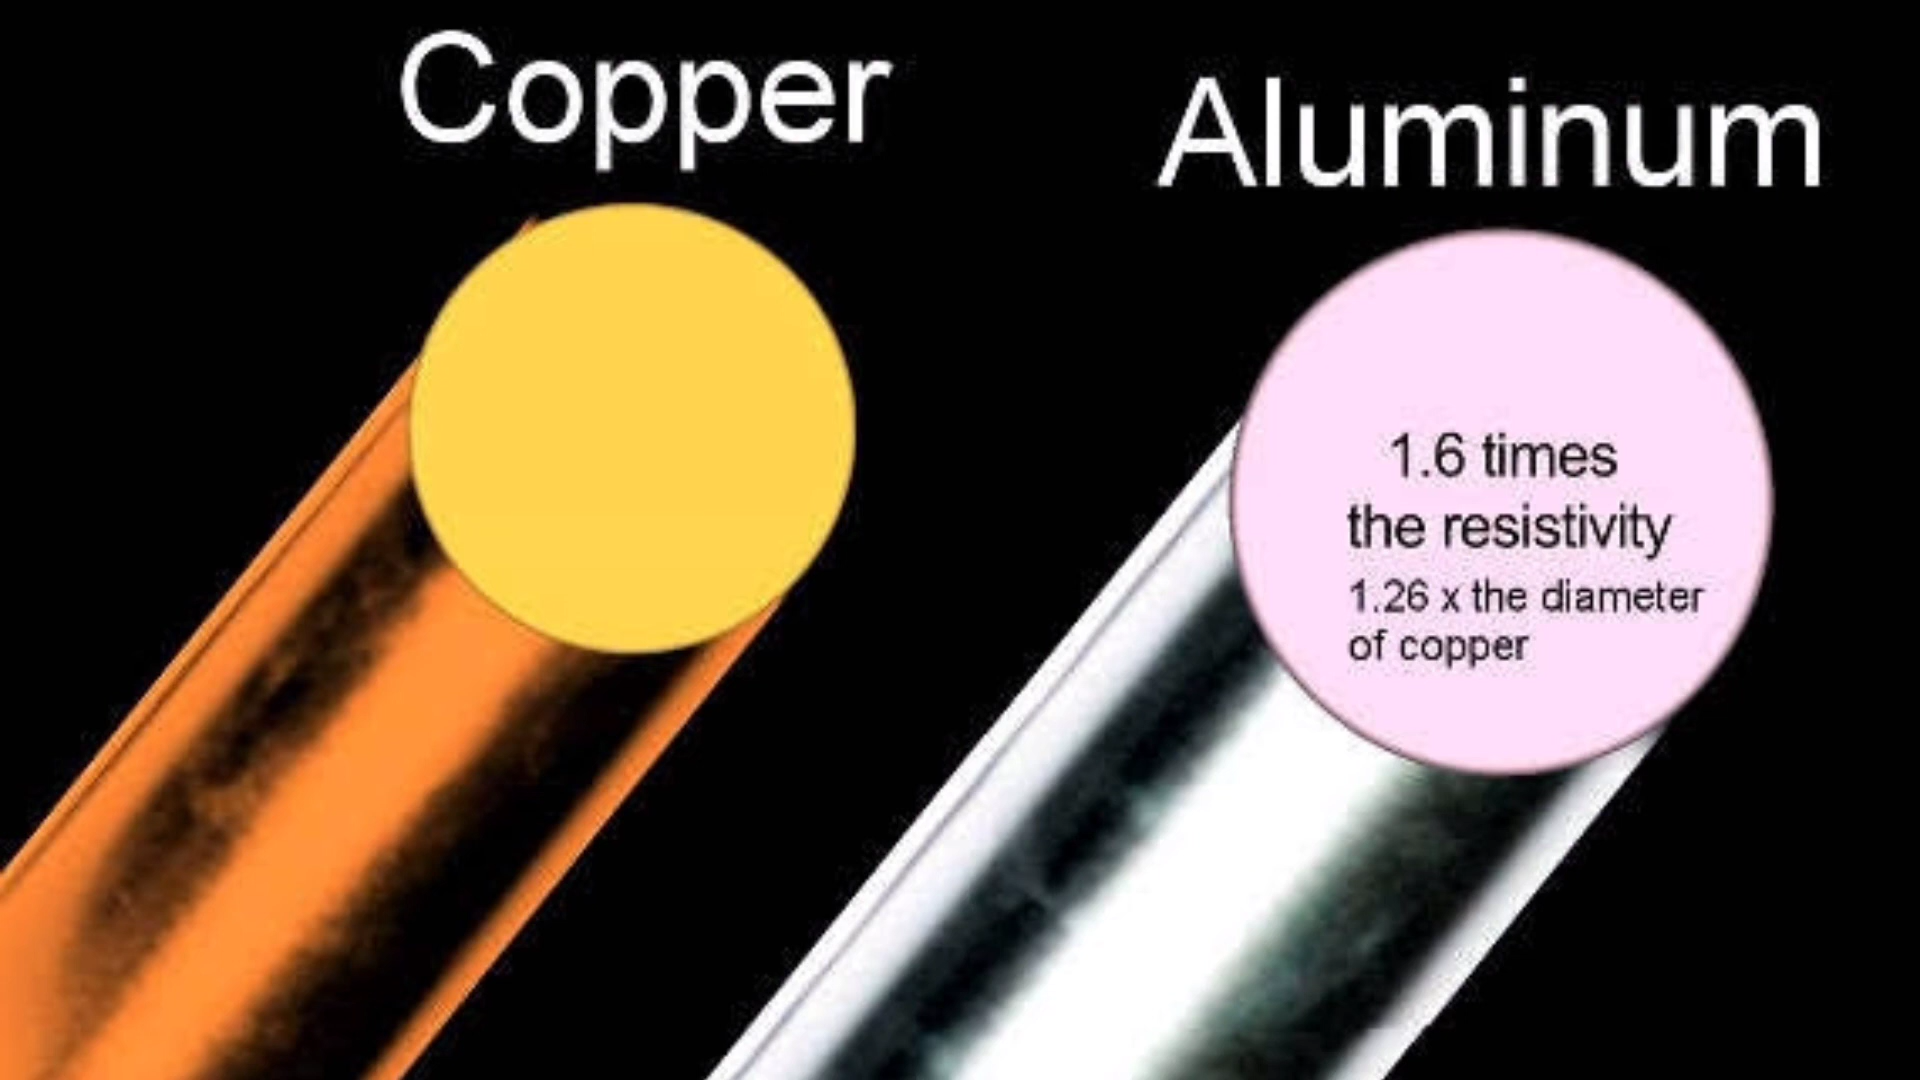 Copper
Aluminum
1.6 times
the resistivity
1.26 x the diameter
of copper